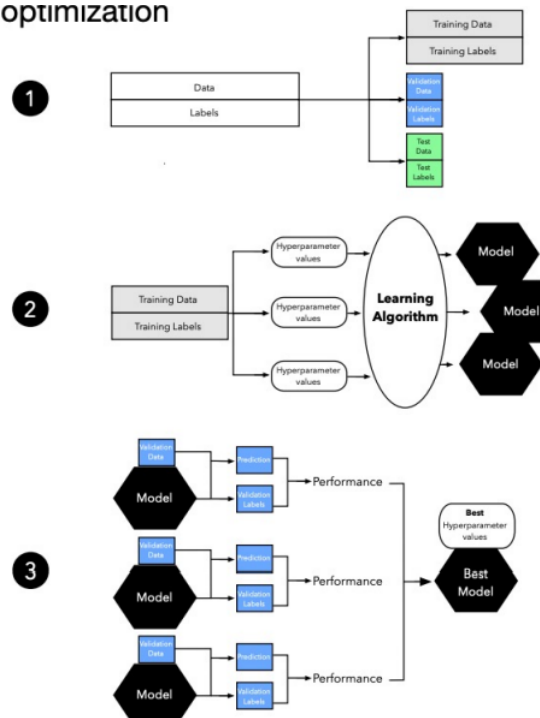 optimization
1
Data
Labels
Training Data
Training Labels
Validation
Data
Validation
Labels
Test
Data
Test
Labels
2
Training Data
Training Labels
Hyperparameter
values
Hyperparameter
values
Hyperparameter
values
Learning
Algorithm
Model
Model
Model
3
Validation
Data
Model
Prediction
Validation
Labels
Performance
Validation
Data
Model
Prediction
Validation
Labels
Performance
Validation
Data
Model
Prediction
Validation
Labels
Performance
Best
Hyperparameter
values
Best
Model